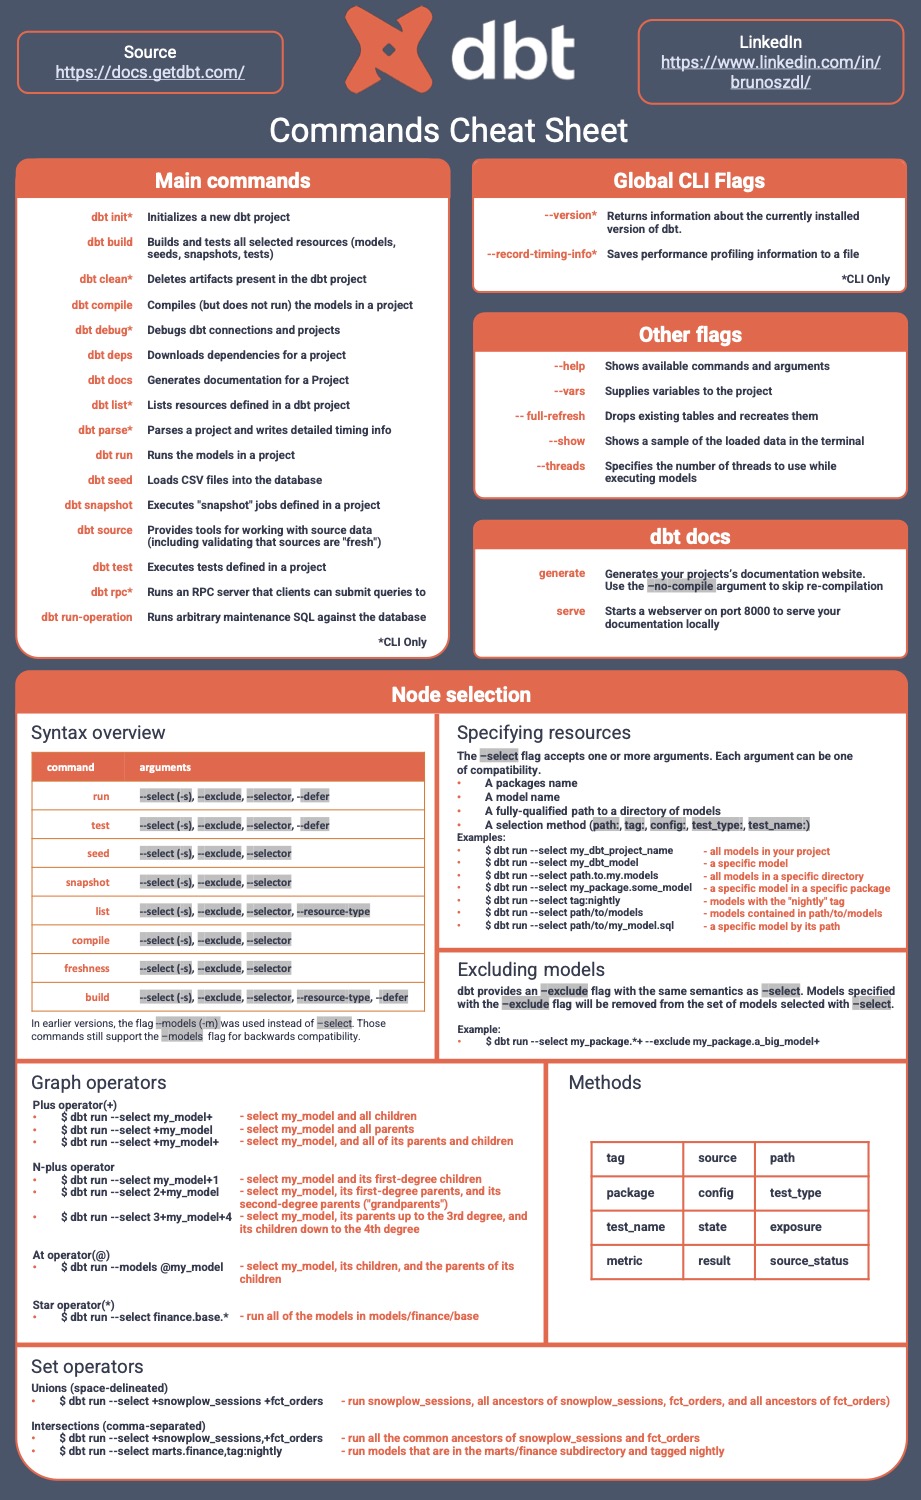 Source
https://docs.getdbt.com/
dbt
LinkedIn
https://www.linkedin.com/in/
brunoszdl/
Commands Cheat Sheet
Main commands
dbt init* Initializes a new dbt project
dbt build Builds and tests all selected resources (models,
seeds, snapshots, tests)
dbt clean* Deletes artifacts present in the dbt project
dbt compile Compiles (but does not run) the models in a project
dbt debug* Debugs dbt connections and projects
dbt deps Downloads dependencies for a project
dbt docs Generates documentation for a Project
dbt list* Lists resources defined in a dbt project
dbt parse* Parses a project and writes detailed timing info
dbt run Runs the models in a project
dbt seed Loads CSV files into the database
dbt snapshot Executes "snapshot" jobs defined in a project
dbt source Provides tools for working with source data
(including validating that sources are "fresh")
dbt test Executes tests defined in a project
dbt rpc* Runs an RPC server that clients can submit queries to
dbt run-operation Runs arbitrary maintenance SQL against the database
*CLI Only
Global CLI Flags
--version* Returns information about the currently installed
version of dbt.
--record-timing-info* Saves performance profiling information to a file
*CLI Only
Other flags
--help Shows available commands and arguments
--vars Supplies variables to the project
-- full-refresh Drops existing tables and recreates them
--show Shows a sample of the loaded data in the terminal
--threads Specifies the number of threads to use while
executing models
dbt docs
generate Generates your projects's documentation website.
Use the –no-compile argument to skip re-compilation
serve Starts a webserver on port 8000 to serve your
documentation locally
Node selection
Syntax overview
command arguments
run --select (-s), --exclude, --selector, --defer
test --select (-s), --exclude, --selector, --defer
seed --select (-s), --exclude, --selector
snapshot --select (-s), --exclude, --selector
list --select (-s), --exclude, --selector, --resource-type
compile --select (-s), --exclude, --selector
freshness --select (-s), --exclude, --selector
build --select (-s), --exclude, --selector, --resource-type, --defer
In earlier versions, the flag –models (-m) was used instead of –select. Those
commands still support the –models flag for backwards compatibility.
Specifying resources
The –select flag accepts one or more arguments. Each argument can be one
of compatibility.
• A packages name
• A model name
• A fully-qualified path to a directory of models
• A selection method (path:, tag:, config:, test_type:, test_name:)
Examples:
• $ dbt run --select my_dbt_project_name - all models in your project
• $ dbt run --select my_dbt_model - a specific model
• $ dbt run --select path.to.my.models - all models in a specific directory
• $ dbt run --select my_package.some_model - a specific model in a specific package
• $ dbt run --select tag:nightly - models with the "nightly" tag
• $ dbt run --select path/to/models - models contained in path/to/models
• $ dbt run --select path/to/my_model.sql - a specific model by its path
Excluding models
dbt provides an –exclude flag with the same semantics as –select. Models specified
with the –exclude flag will be removed from the set of models selected with –select.
Example:
• $ dbt run --select my_package.*+ --exclude my_package.a_big_model+
Graph operators
Plus operator(+)
• $ dbt run --select my_model+ - select my_model and all children
• $ dbt run --select +my_model - select my_model and all parents
• $ dbt run --select +my_model+ - select my_model, and all of its parents and children
N-plus operator
• $ dbt run --select my_model+1 - select my_model and its first-degree children
• $ dbt run --select 2+my_model - select my_model, its first-degree parents, and its
second-degree parents ("grandparents")
• $ dbt run --select 3+my_model+4 - select my_model, its parents up to the 3rd degree, and
its children down to the 4th degree
At operator(@)
• $ dbt run --models @my_model - select my_model, its children, and the parents of its
children
Star operator(*)
• $ dbt run --select finance.base.* - run all of the models in models/finance/base
Methods
tag source path
package config test_type
test_name state exposure
metric result source_status
Set operators
Unions (space-delineated)
• $ dbt run --select +snowplow_sessions +fct_orders - run snowplow_sessions, all ancestors of snowplow_sessions, fct_orders, and all ancestors of fct_orders)
Intersections (comma-separated)
• $ dbt run --select +snowplow_sessions,+fct_orders - run all the common ancestors of snowplow_sessions and fct_orders
• $ dbt run --select marts.finance,tag:nightly - run models that are in the marts/finance subdirectory and tagged nightly